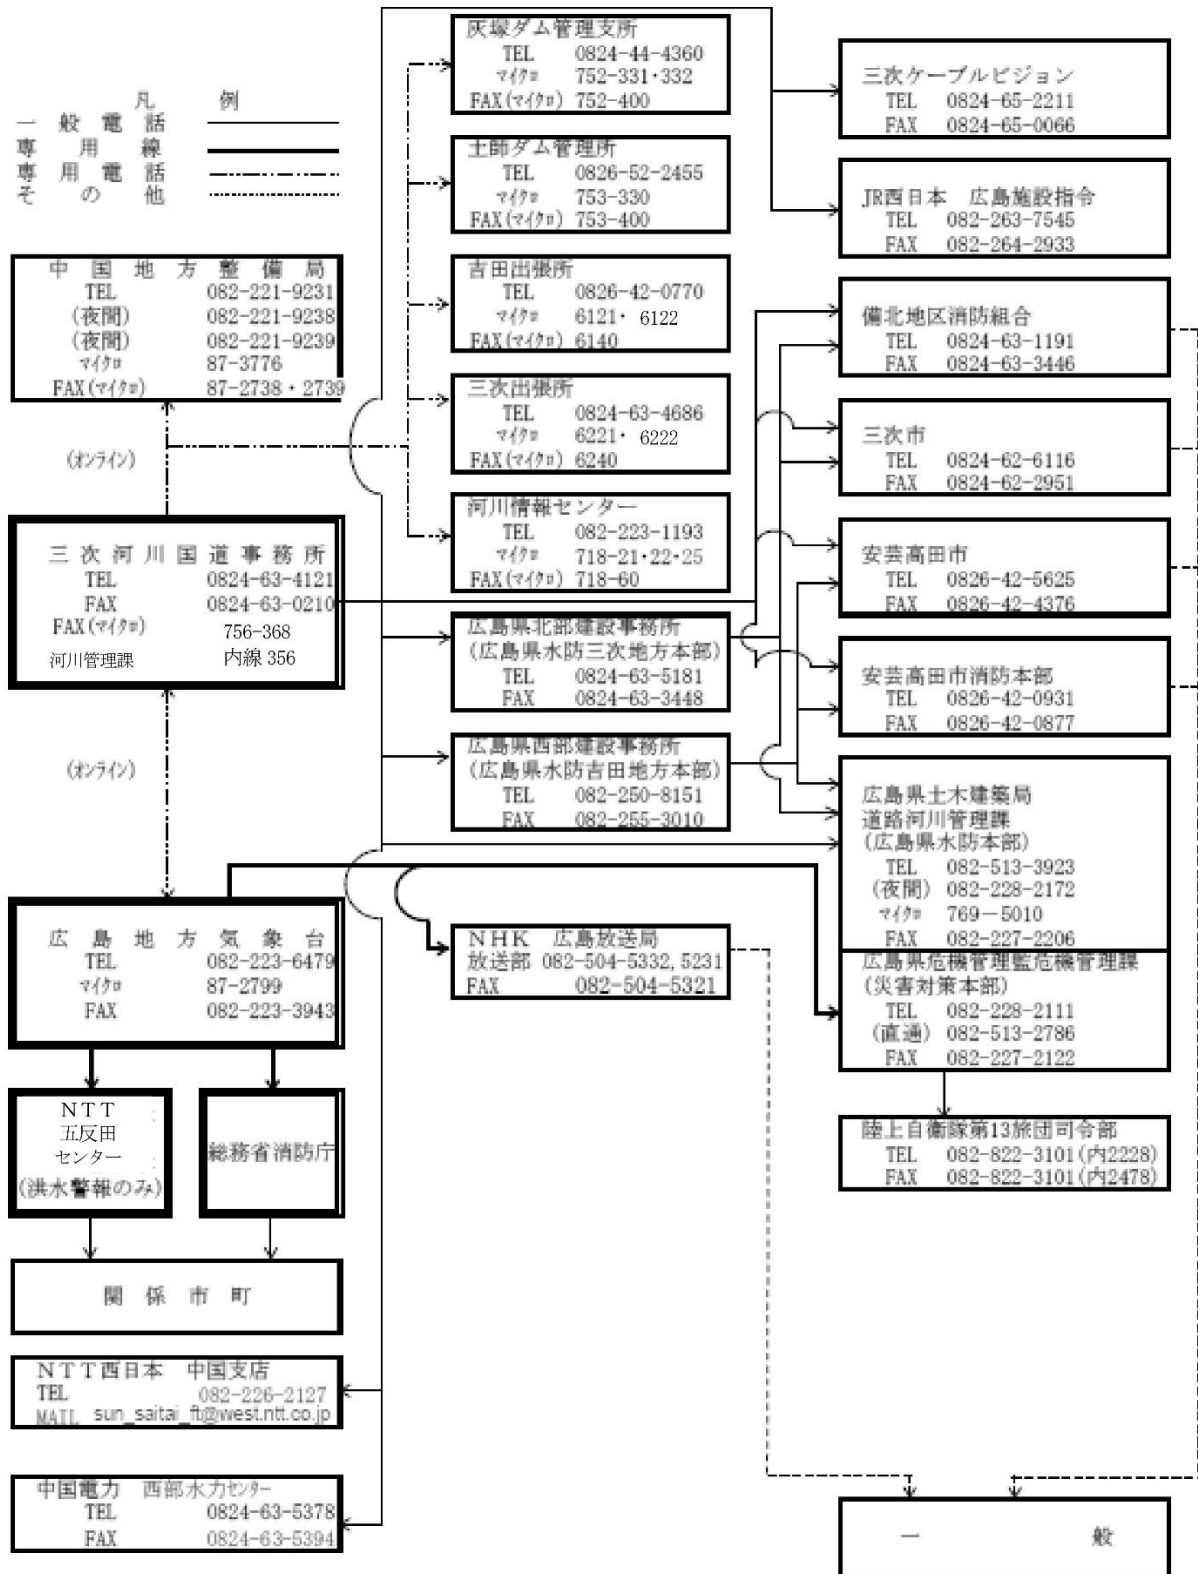 凡 例
一般電話
専用線
専用電話
その他
中国地方整備局
TEL 082-221-9231
(夜間) 082-221-9238
(夜間) 082-221-9239
マイクロ 87-3776
FAX(マイクロ) 87-2738・2739
(オンライン)
三次河川国道事務所
TEL 0824-63-4121
FAX 0824-63-0210
FAX(マイクロ) 756-368
河川管理課 内線 356
(オンライン)
広島地方気象台
TEL 082-223-6479
マイクロ 87-2799
FAX 082-223-3943
NTT
五反田
センター
(洪水警報のみ)
総務省消防庁
関係市町
NTT西日本 中国支店
TEL 082-226-2127
MAIL sun_saitai_ft@west.ntt.co.jp
中国電力 西部水力センター
TEL 0824-63-5378
FAX 0824-63-5394
灰塚ダム管理支所
TEL 0824-44-4360
マイクロ 752-331・332
FAX(マイクロ) 752-400
土師ダム管理所
TEL 0826-52-2455
マイクロ 753-330
FAX(マイクロ) 753-400
吉田出張所
TEL 0826-42-0770
マイクロ 6121・6122
FAX(マイクロ) 6140
三次出張所
TEL 0824-63-4686
マイクロ 6221・6222
FAX(マイクロ) 6240
河川情報センター
TEL 082-223-1193
マイクロ 718-21・22・25
FAX(マイクロ) 718-60
広島県北部建設事務所
(広島県水防三次地方本部)
TEL 0824-63-5181
FAX 0824-63-3448
広島県西部建設事務所
(広島県水防吉田地方本部)
TEL 082-250-8151
FAX 082-255-3010
NHK 広島放送局
放送部 082-504-5332,5231
FAX 082-504-5321
三次ケーブルビジョン
TEL 0824-65-2211
FAX 0824-65-0066
JR西日本 広島施設指令
TEL 082-263-7545
FAX 082-264-2933
備北地区消防組合
TEL 0824-63-1191
FAX 0824-63-3446
三次市
TEL 0824-62-6116
FAX 0824-62-2951
安芸高田市
TEL 0826-42-5625
FAX 0826-42-4376
安芸高田市消防本部
TEL 0826-42-0931
FAX 0826-42-0877
広島県土木建築局
道路河川管理課
(広島県水防本部)
TEL 082-513-3923
(夜間) 082-228-2172
マイクロ 769-5010
FAX 082-227-2206
広島県危機管理監危機管理課
(災害対策本部)
TEL 082-228-2111
(直通) 082-513-2786
FAX 082-227-2122
陸上自衛隊第13旅団司令部
TEL 082-822-3101(内2228)
FAX 082-822-3101(内2478)
一般